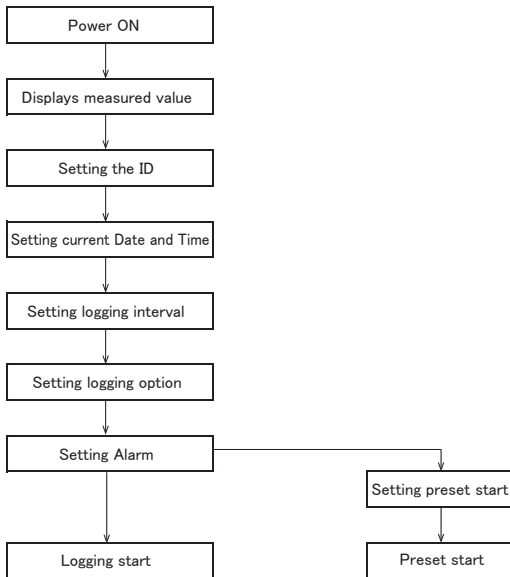 Power ON
Displays measured value
Setting the ID
Setting current Date and Time
Setting logging interval
Setting logging option
Setting Alarm
Setting preset start
Logging start
Preset start